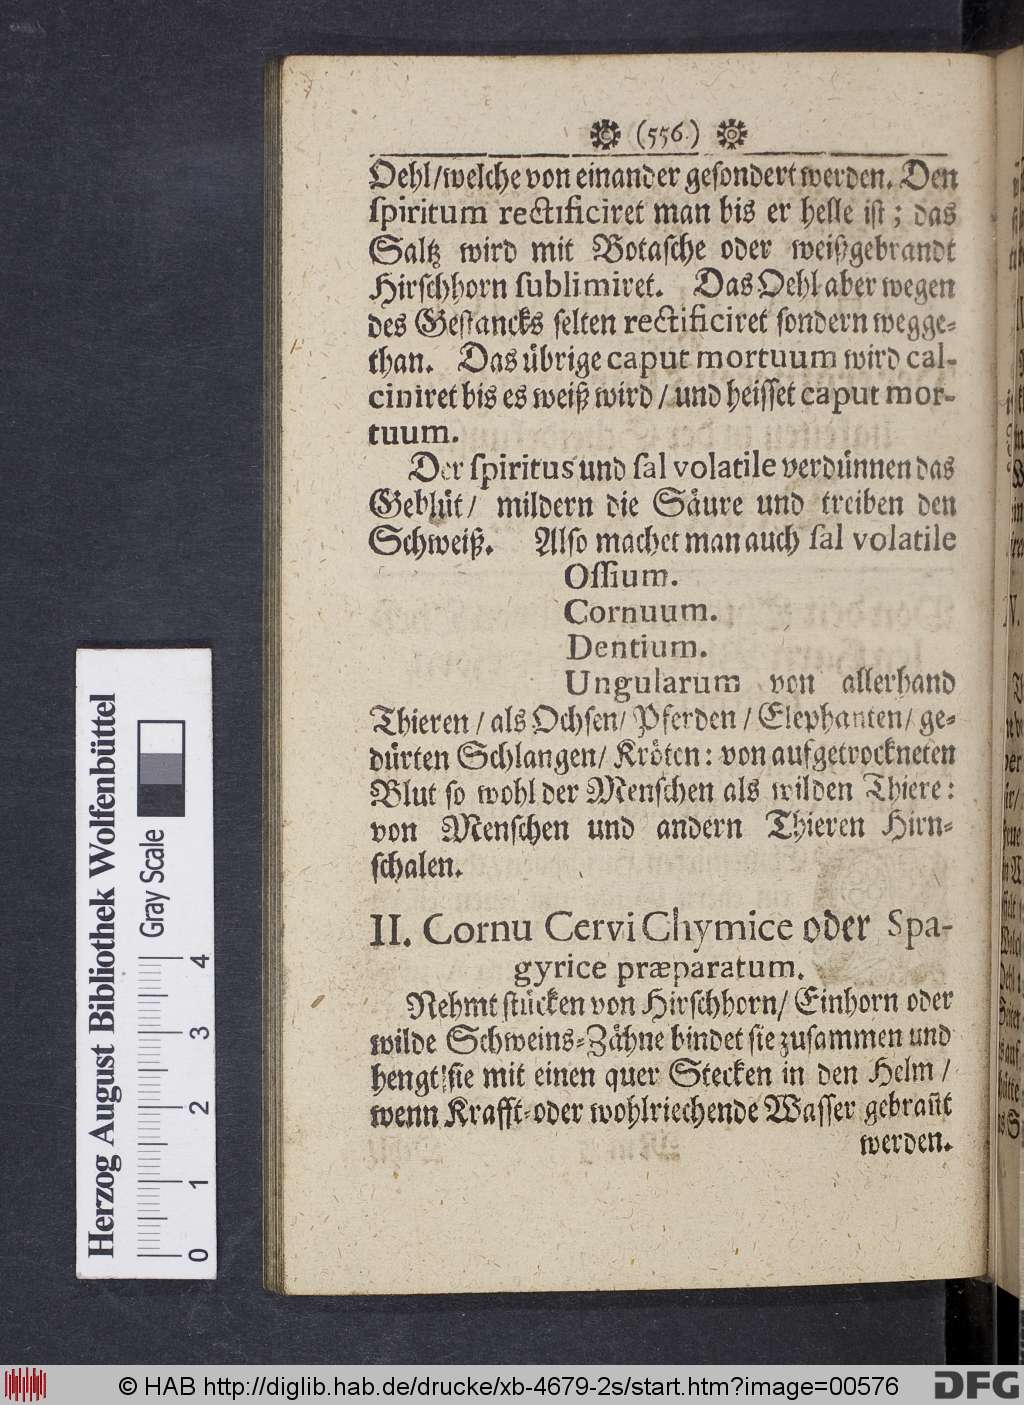 (556.)
Oehl/welche von einander gesondert werden. Den
spiritum rectificiret man bis er helle ist; das
Saltz wird mit Botasche oder weißgebrandt
Hirschhorn sublimiret. Das Oehl aber wegen
des Gestancks selten rectificiret sondern wegge-
than. Das übrige caput mortuum wird cal-
ciniret bis es weiß wird / und heisset caput mor-
tuum.
Der spiritus und sal volatile verdünnen das
Geblüt/ mildern die Säure und treiben den
Schweiß. Also machet man auch sal volatile
Ossium.
Cornuum.
Dentium.
Ungularum von allerhand
Thieren / als Ochsen/ Pferden / Elephanten/ ge-
dürten Schlangen/ Kröten: von aufgetrockneten
Blut so wohl der Menschen als wilden Thiere:
von Menschen und andern Thieren Hirn-
schalen.
II. Cornu Cervi Chymice oder Spa-
gyrice præparatum.
Nehmt stücken von Hirschhorn/ Einhorn oder
wilde Schweins-Zähne bindet sie zusammen und
hengt sie mit einen quer Stecken in den Helm /
wenn Krafft-oder wohlriechende Wasser gebrañt
werden.
Herzog August Bibliothek Wolfenbüttel
Gray Scale
0 1 2 3 4
© HAB http://diglib.hab.de/drucke/xb-4679-2s/start.htm?image=00576
DFG